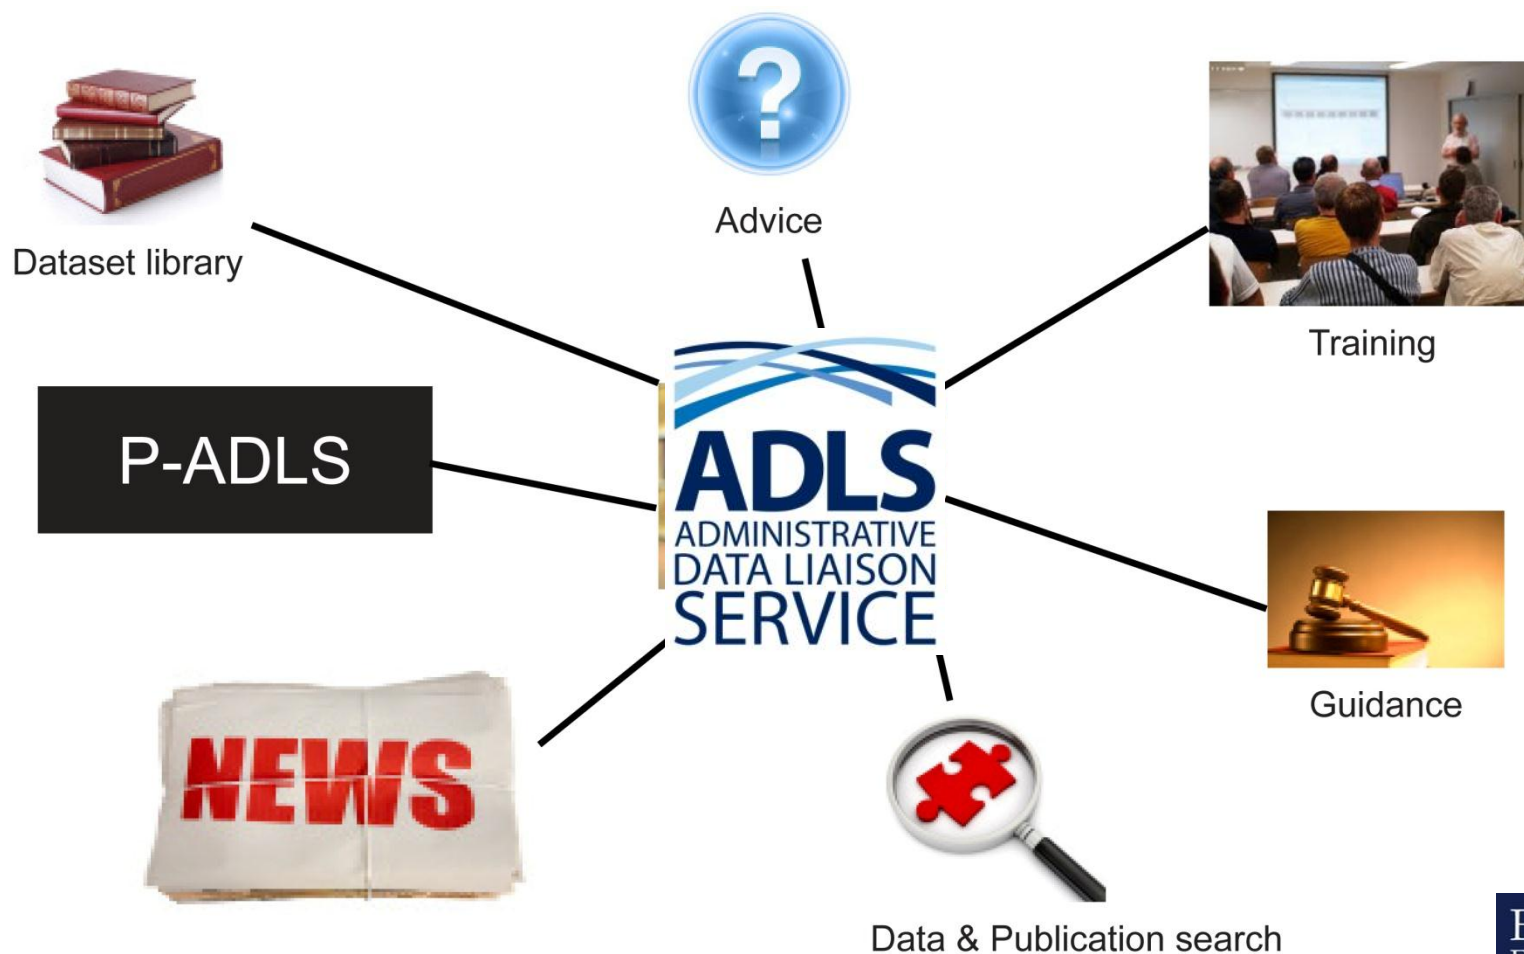 Advice
Dataset library
Training
P-ADLS
ADLS
ADMINISTRATIVE
DATA LIAISON
SERVICE
Guidance
NEWS
Data & Publication search